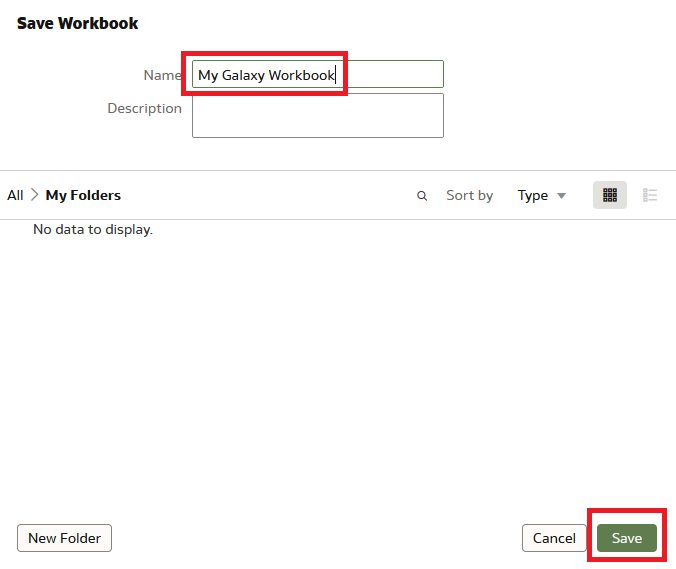 Save Workbook
Name My Galaxy Workbook
Description
All My Folders Sort by Type
No data to display.
New Folder Cancel Save